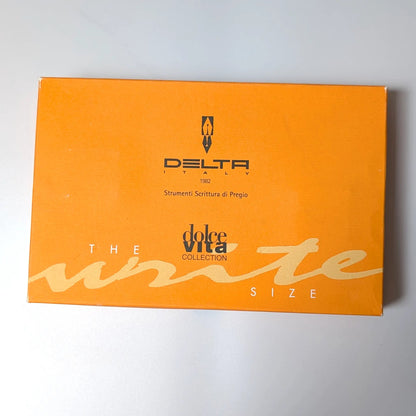 DELTA
ITALY
1982
Strumenti Scrittura di Pregio
dolce
vita
COLLECTION
THE
write
SIZE